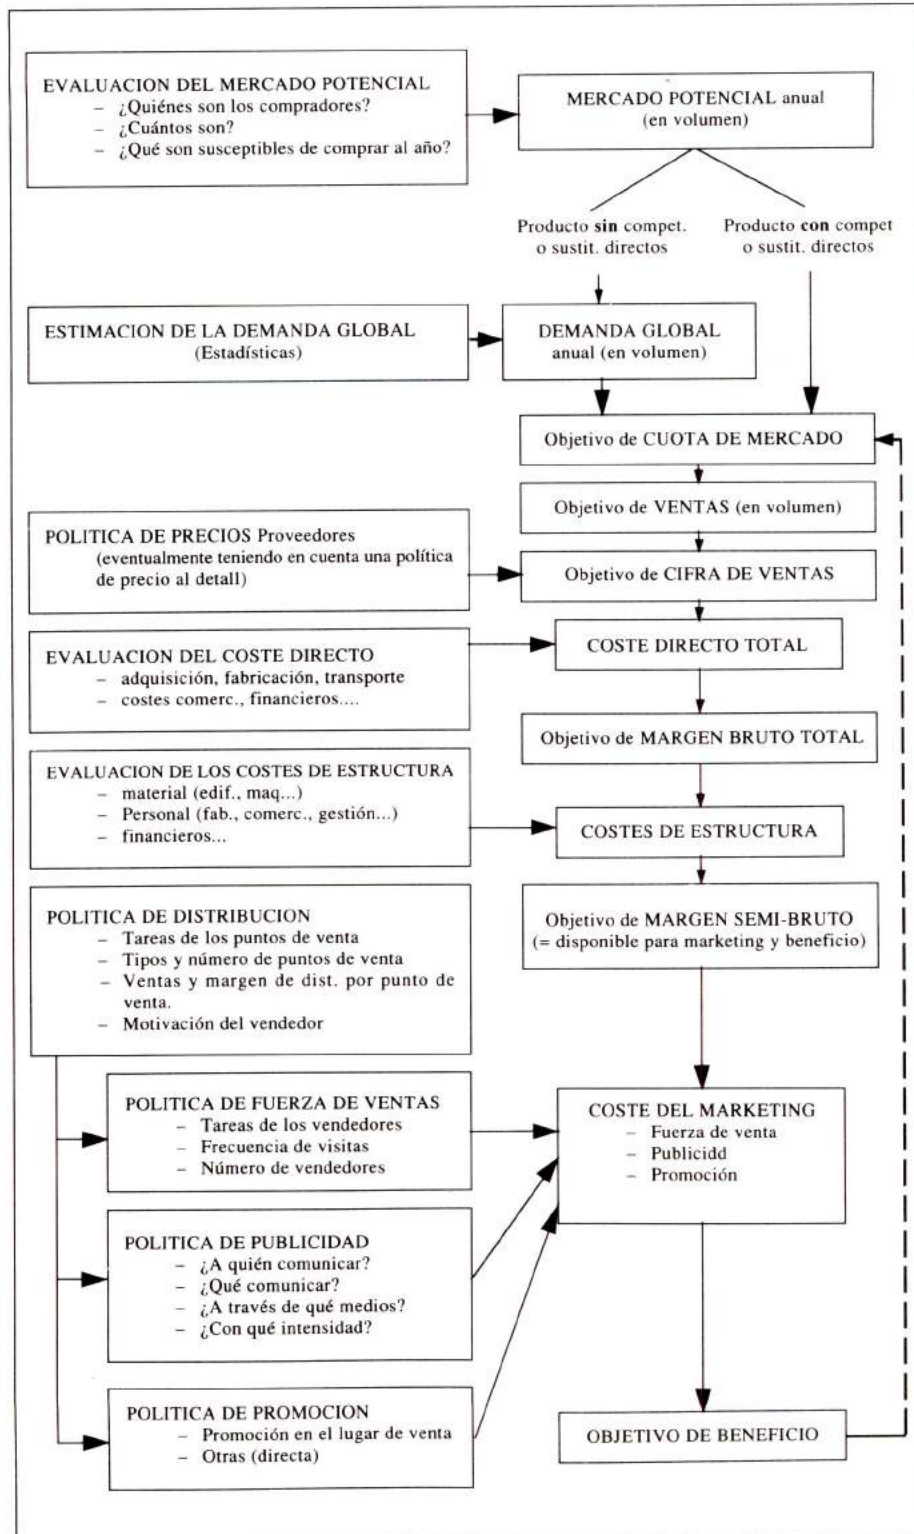 EVALUACION DEL MERCADO POTENCIAL
– ¿Quiénes son los compradores?
– ¿Cuántos son?
– ¿Qué son susceptibles de comprar al año?
MERCADO POTENCIAL anual
(en volumen)
Producto sin compet.
o sustit. directos
Producto con compet
o sustit. directos
ESTIMACION DE LA DEMANDA GLOBAL
(Estadísticas)
DEMANDA GLOBAL
anual (en volumen)
Objetivo de CUOTA DE MERCADO
Objetivo de VENTAS (en volumen)
POLITICA DE PRECIOS Proveedores
(eventualmente teniendo en cuenta una política
de precio al detall)
Objetivo de CIFRA DE VENTAS
EVALUACION DEL COSTE DIRECTO
– adquisición, fabricación, transporte
– costes comerc., financieros....
COSTE DIRECTO TOTAL
Objetivo de MARGEN BRUTO TOTAL
EVALUACION DE LOS COSTES DE ESTRUCTURA
– material (edif., maq...)
– Personal (fab., comerc., gestión...)
– financieros...
COSTES DE ESTRUCTURA
POLITICA DE DISTRIBUCION
– Tareas de los puntos de venta
– Tipos y número de puntos de venta
– Ventas y margen de dist. por punto de
venta.
– Motivación del vendedor
Objetivo de MARGEN SEMI-BRUTO
(= disponible para marketing y beneficio)
POLITICA DE FUERZA DE VENTAS
– Tareas de los vendedores
– Frecuencia de visitas
– Número de vendedores
COSTE DEL MARKETING
– Fuerza de venta
– Publicidd
– Promoción
POLITICA DE PUBLICIDAD
– ¿A quién comunicar?
– ¿Qué comunicar?
– ¿A través de qué medios?
– ¿Con qué intensidad?
POLITICA DE PROMOCION
– Promoción en el lugar de venta
– Otras (directa)
OBJETIVO DE BENEFICIO